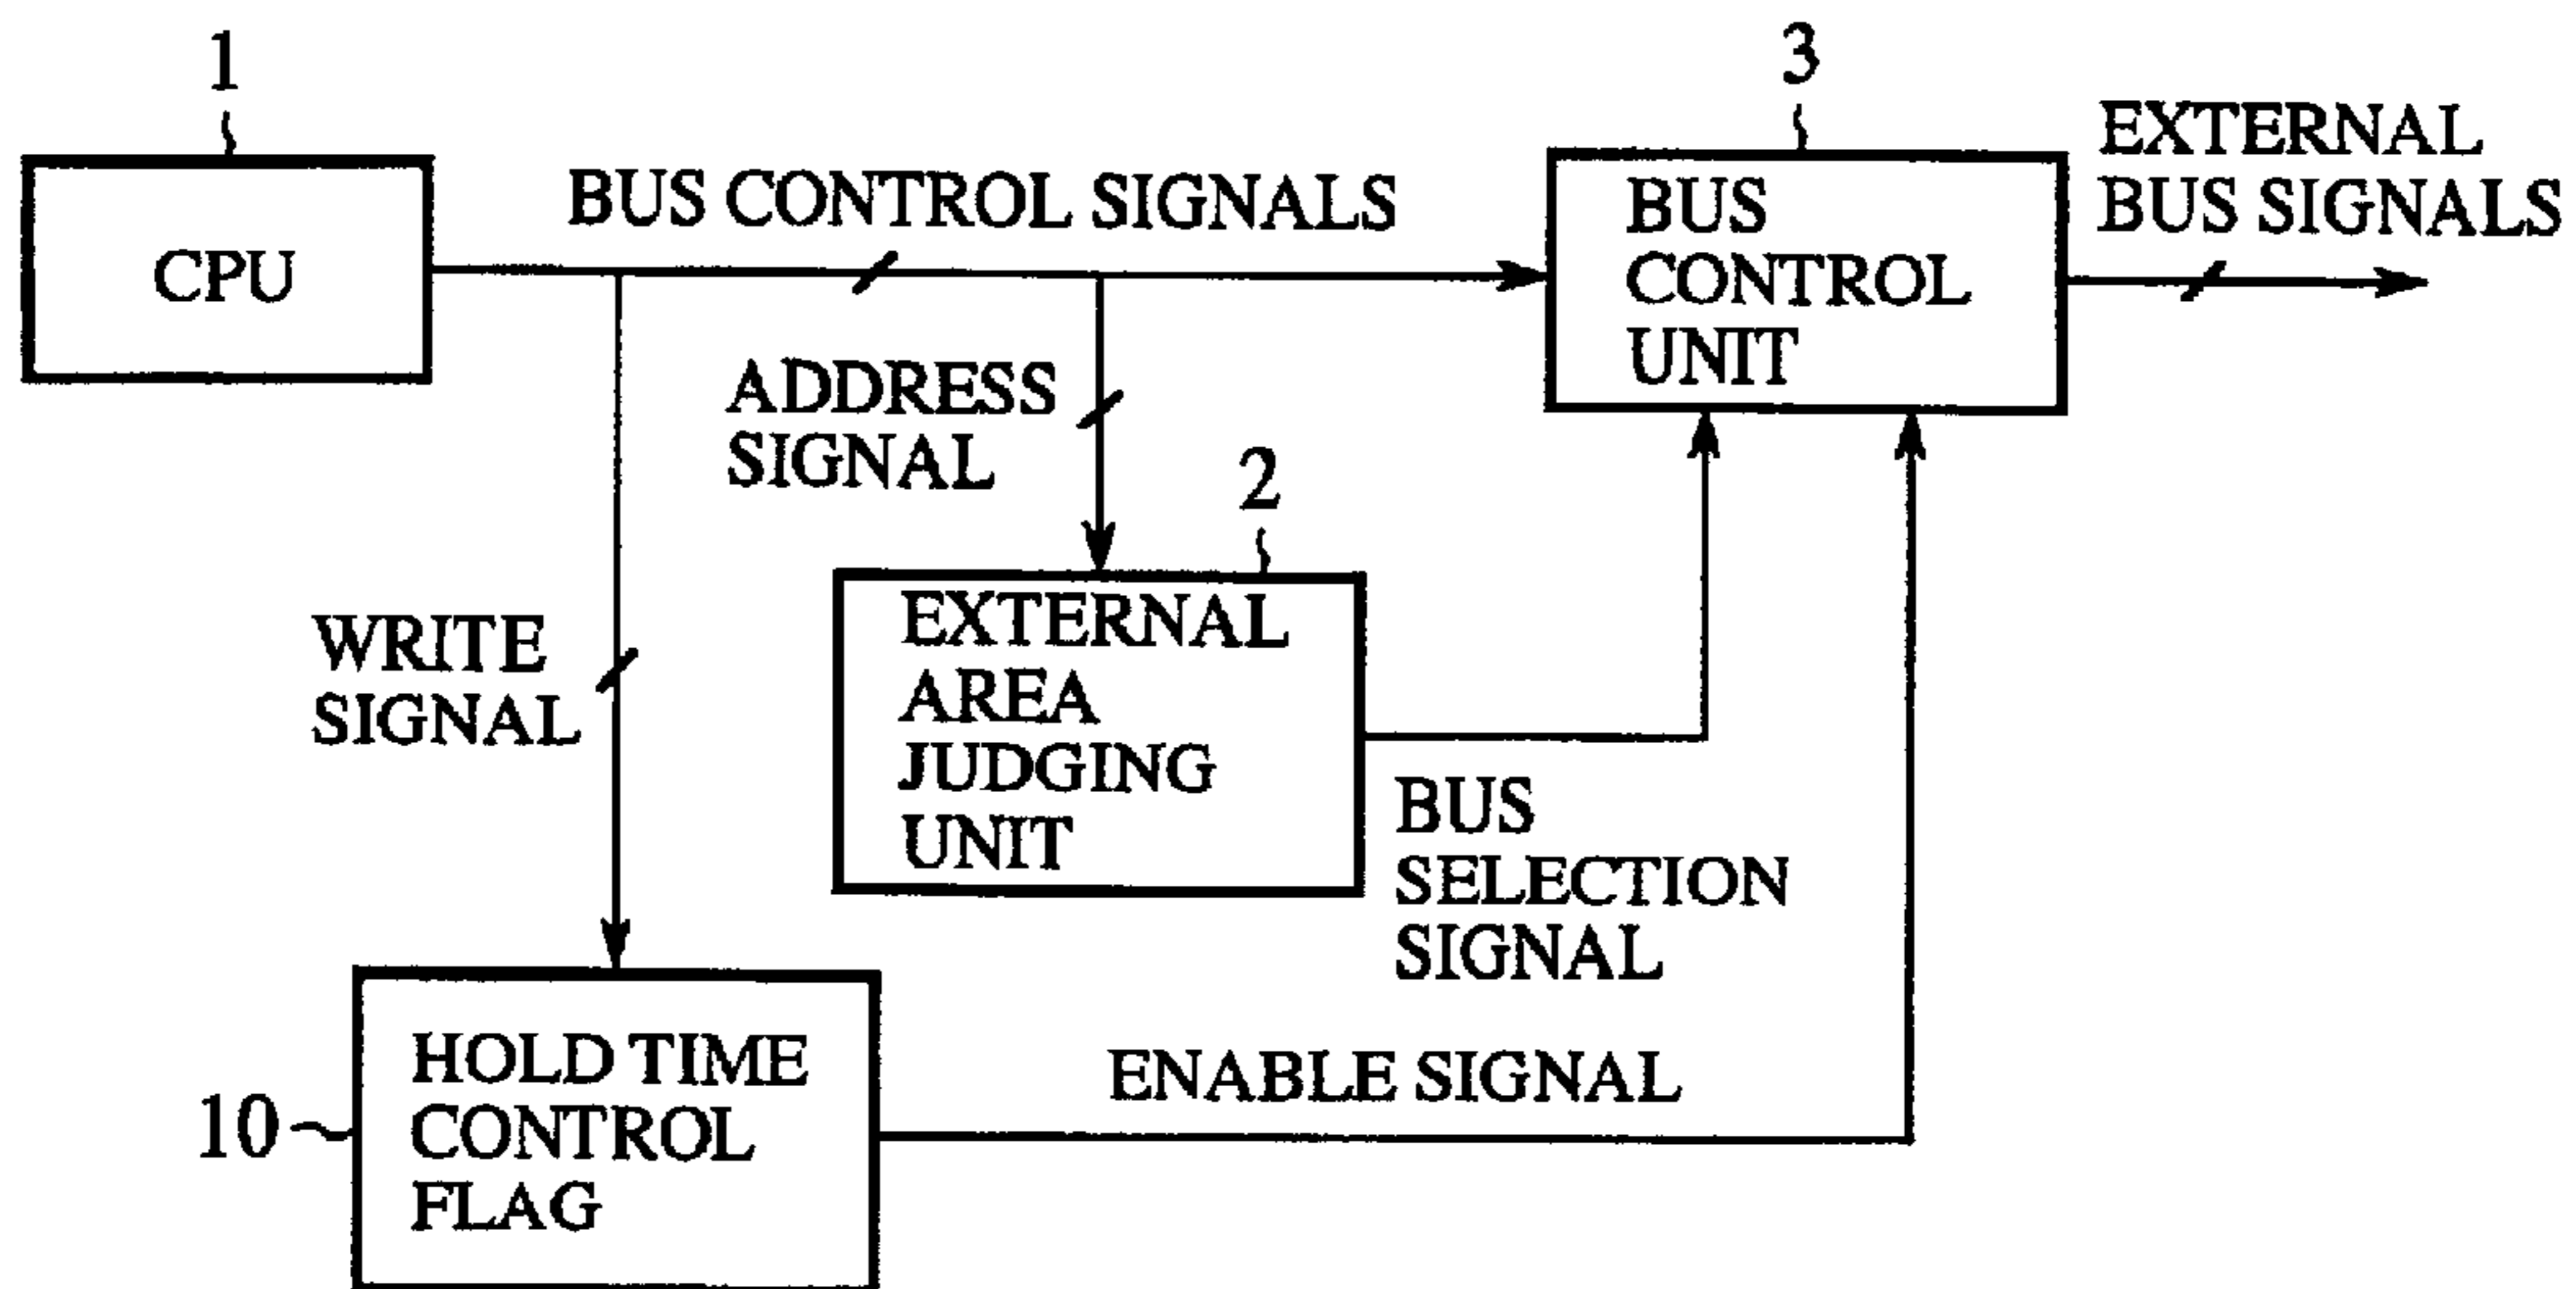 1
CPU
BUS CONTROL SIGNALS
3
BUS
CONTROL
UNIT
EXTERNAL
BUS SIGNALS
ADDRESS
SIGNAL
2
EXTERNAL
AREA
JUDGING
UNIT
WRITE
SIGNAL
BUS
SELECTION
SIGNAL
10
HOLD TIME
CONTROL
FLAG
ENABLE SIGNAL